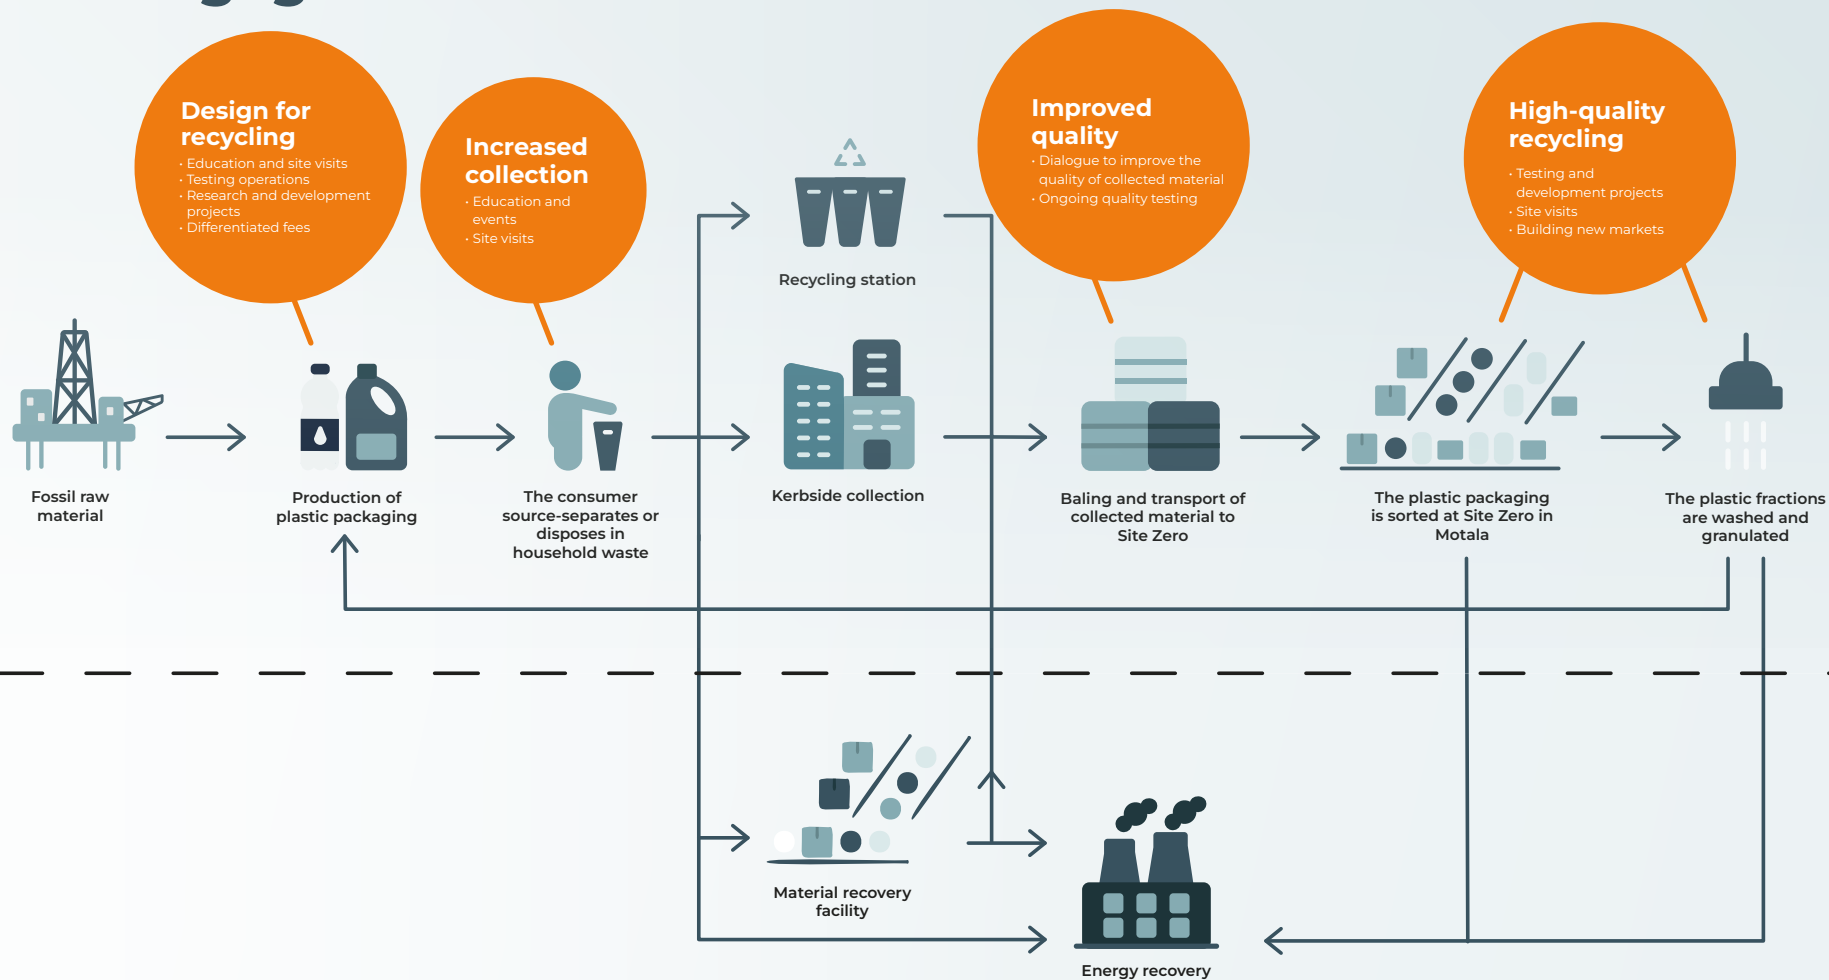 Design for
recycling
• Education and site visits
• Testing operations
• Research and development
projects
• Differentiated fees
Increased
collection
• Education and
events
• Site visits
Improved
quality
• Dialogue to improve the
quality of collected material
• Ongoing quality testing
High-quality
recycling
• Testing and
development projects
• Site visits
• Building new markets
Recycling station
Fossil raw
material
Production of
plastic packaging
The consumer
source-separates or
disposes in
household waste
Kerbside collection
Baling and transport of
collected material to
Site Zero
The plastic packaging
is sorted at Site Zero in
Motala
The plastic fractions
are washed and
granulated
Material recovery
facility
Energy recovery